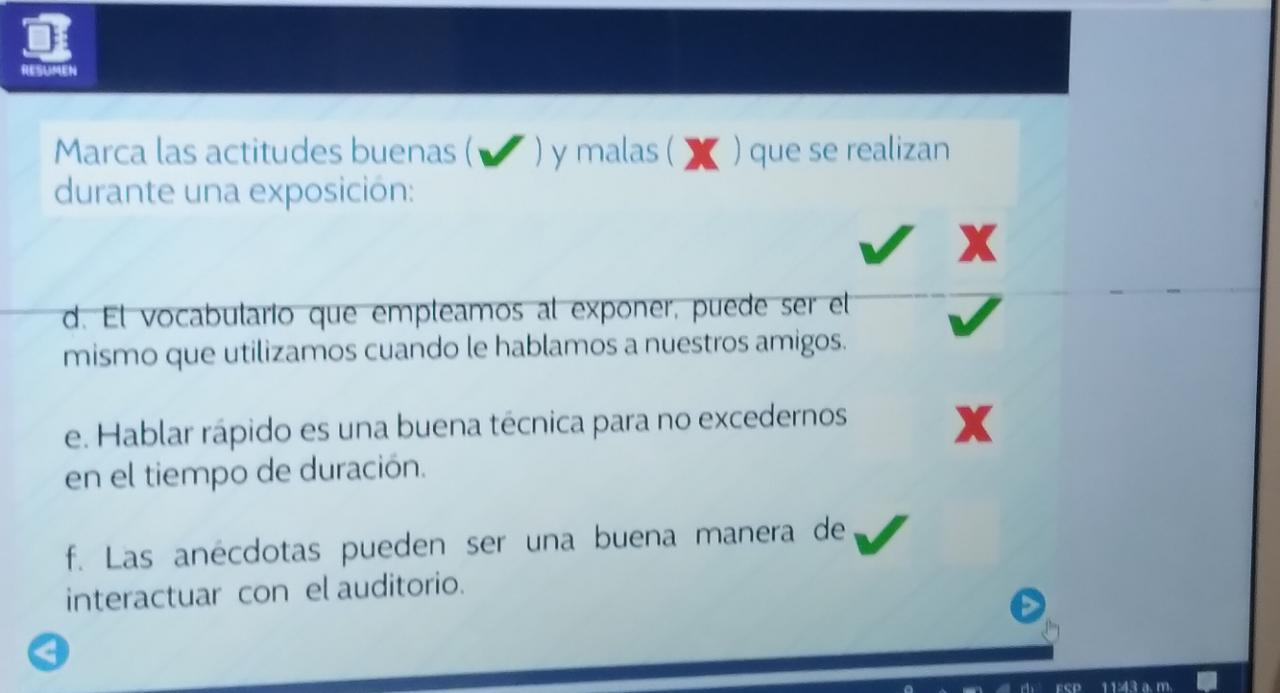 RESUMEN
Marca las actitudes buenas (✔) y malas (✘) que se realizan
durante una exposición:
✔ ✘
d. El vocabulario que empleamos al exponer, puede ser el ✔
mismo que utilizamos cuando le hablamos a nuestros amigos.
e. Hablar rápido es una buena técnica para no excedernos ✘
en el tiempo de duración.
f. Las anécdotas pueden ser una buena manera de ✔
interactuar con el auditorio.
ESP 11:43 a. m.